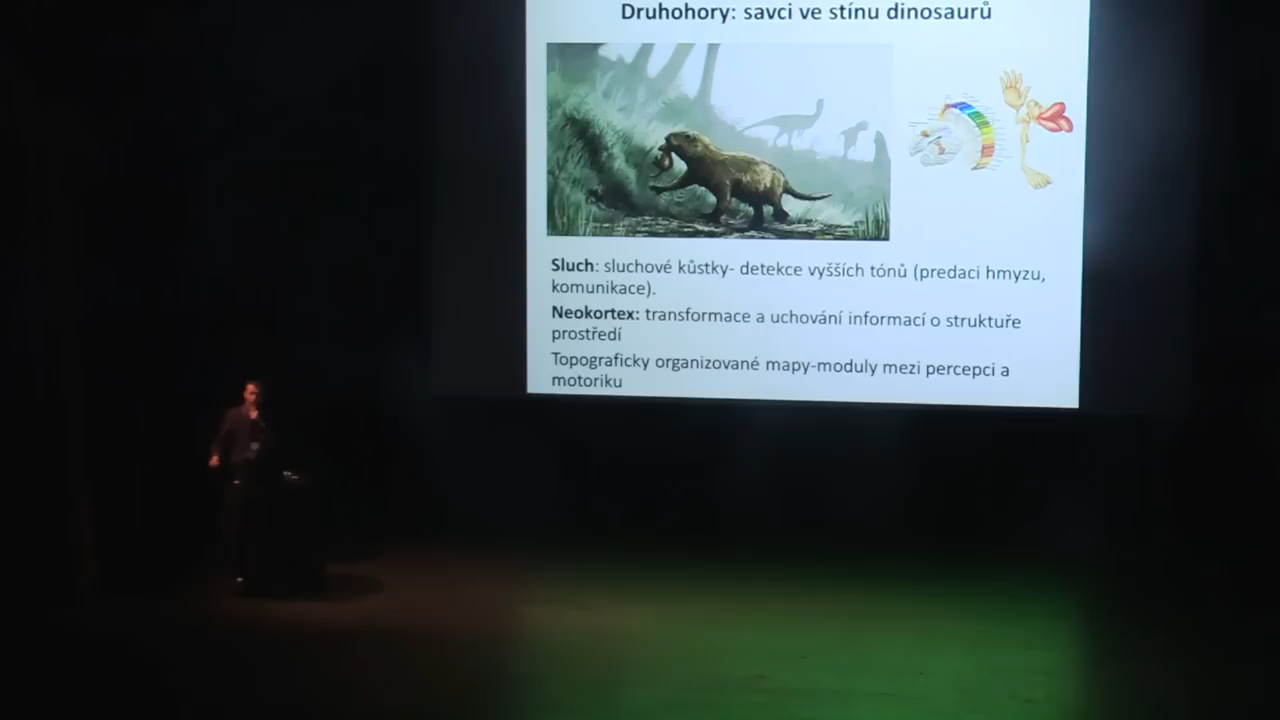 Druhohory: savci ve stínu dinosaurů
Sluch: sluchové kůstky- detekce vyšších tónů (predaci hmyzu,
komunikace).
Neokortex: transformace a uchování informací o struktuře
prostředí
Topograficky organizované mapy-moduly mezi percepci a
motoriku